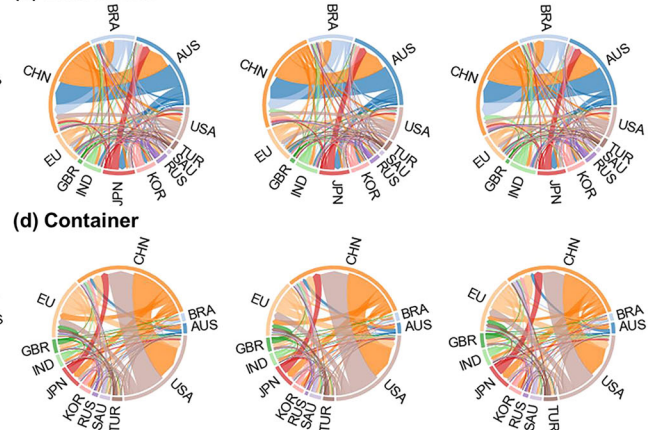 BRA
AUS
CHN
USA
EU
GBR
IND
JPN
KOR
RUS
SAU
TUR
BRA
AUS
CHN
USA
EU
GBR
IND
JPN
KOR
RUS
SAU
TUR
BRA
AUS
CHN
USA
EU
GBR
IND
JPN
KOR
RUS
SAU
TUR
(d) Container
CHN
EU
BRA
AUS
GBR
IND
JPN
KOR
RUS
SAU
TUR
USA
CHN
EU
BRA
AUS
GBR
IND
JPN
KOR
RUS
SAU
TUR
USA
CHN
EU
BRA
AUS
GBR
IND
JPN
KOR
RUS
SAU
TUR
USA